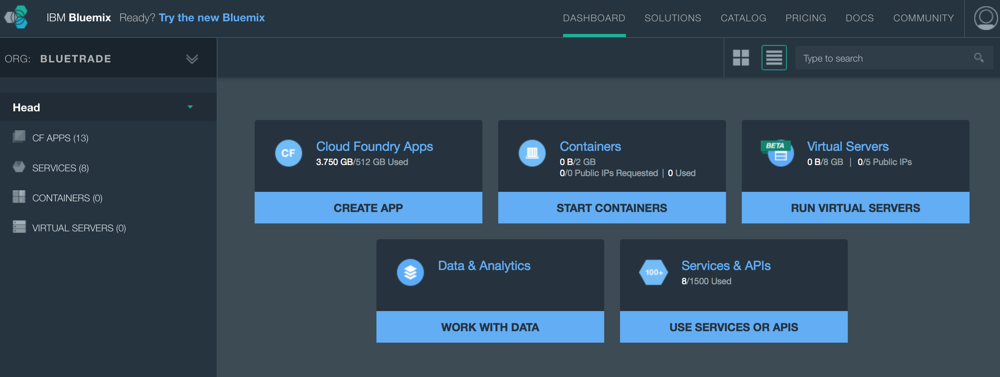 IBM Bluemix Ready? Try the new Bluemix
DASHBOARD SOLUTIONS CATALOG PRICING DOCS COMMUNITY
ORG: BLUETRADE
Type to search
Head
CF APPS (13)
SERVICES (8)
CONTAINERS (0)
VIRTUAL SERVERS (0)
CF
Cloud Foundry Apps
3.750 GB/512 GB Used
CREATE APP
Containers
0 B/2 GB
0/0 Public IPs Requested | 0 Used
START CONTAINERS
BETA
Virtual Servers
0 B/8 GB | 0/5 Public IPs
RUN VIRTUAL SERVERS
Data & Analytics
WORK WITH DATA
100+
Services & APIs
8/1500 Used
USE SERVICES OR APIS